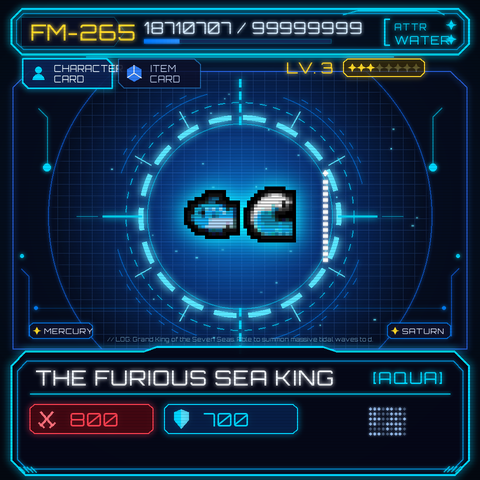 FM-265
18710707 / 99999999
ATTR
WATER
CHARACTER
CARD
ITEM
CARD
LV. 3
MERCURY
SATURN
// LOG: Grand King of the Seven Seas. Able to summon massive tidal waves to d
THE FURIOUS SEA KING
[AQUA]
800
700